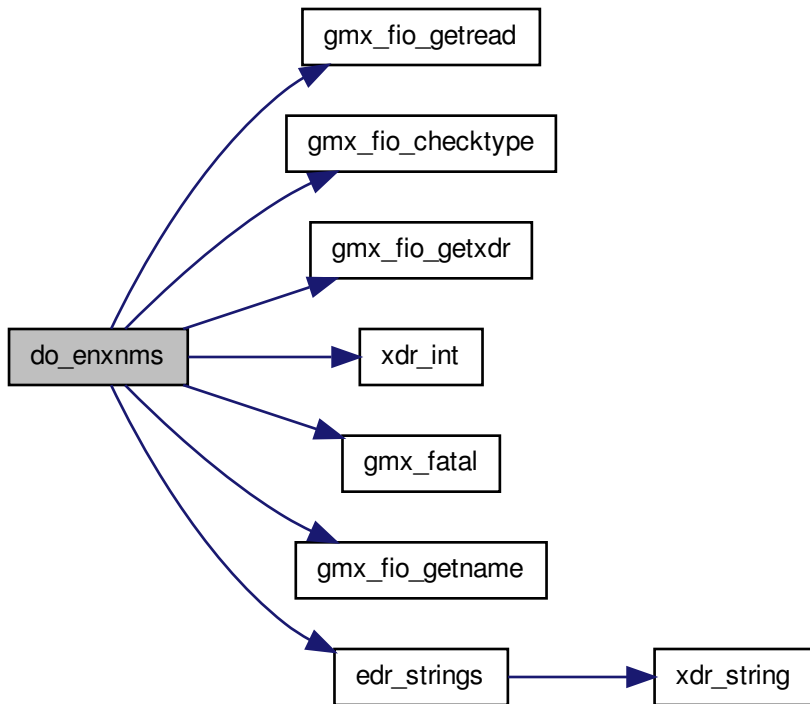 gmx_fio_getread
gmx_fio_checktype
gmx_fio_getxdr
do_enxnms
xdr_int
gmx_fatal
gmx_fio_getname
edr_strings
xdr_string